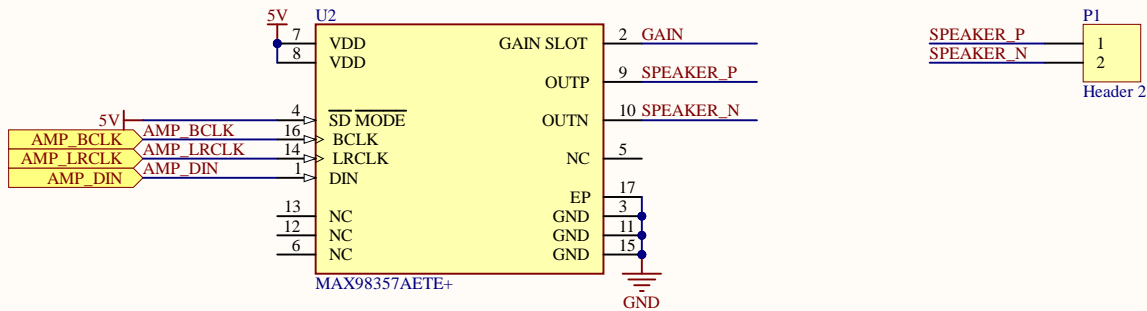 5V
U2
P1
7 VDD
8 VDD
GAIN SLOT 2 GAIN
OUTP 9 SPEAKER_P
OUTN 10 SPEAKER_N
SPEAKER_P 1
SPEAKER_N 2
Header 2
5V 4 SD MODE
AMP_BCLK AMP_BCLK 16 BCLK
AMP_LRCLK AMP_LRCLK 14 LRCLK
AMP_DIN AMP_DIN 1 DIN
NC 5
EP 17
13 NC
GND 3
12 NC
GND 11
6 NC
GND 15
MAX98357AETE+
GND